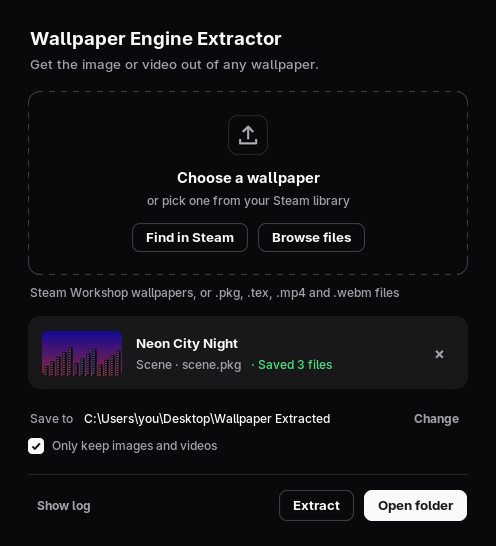 Wallpaper Engine Extractor
Get the image or video out of any wallpaper.
Choose a wallpaper
or pick one from your Steam library
Find in Steam
Browse files
Steam Workshop wallpapers, or .pkg, .tex, .mp4 and .webm files
Neon City Night
Scene · scene.pkg · Saved 3 files
Save to C:\Users\you\Desktop\Wallpaper Extracted Change
Only keep images and videos
Show log Extract Open folder